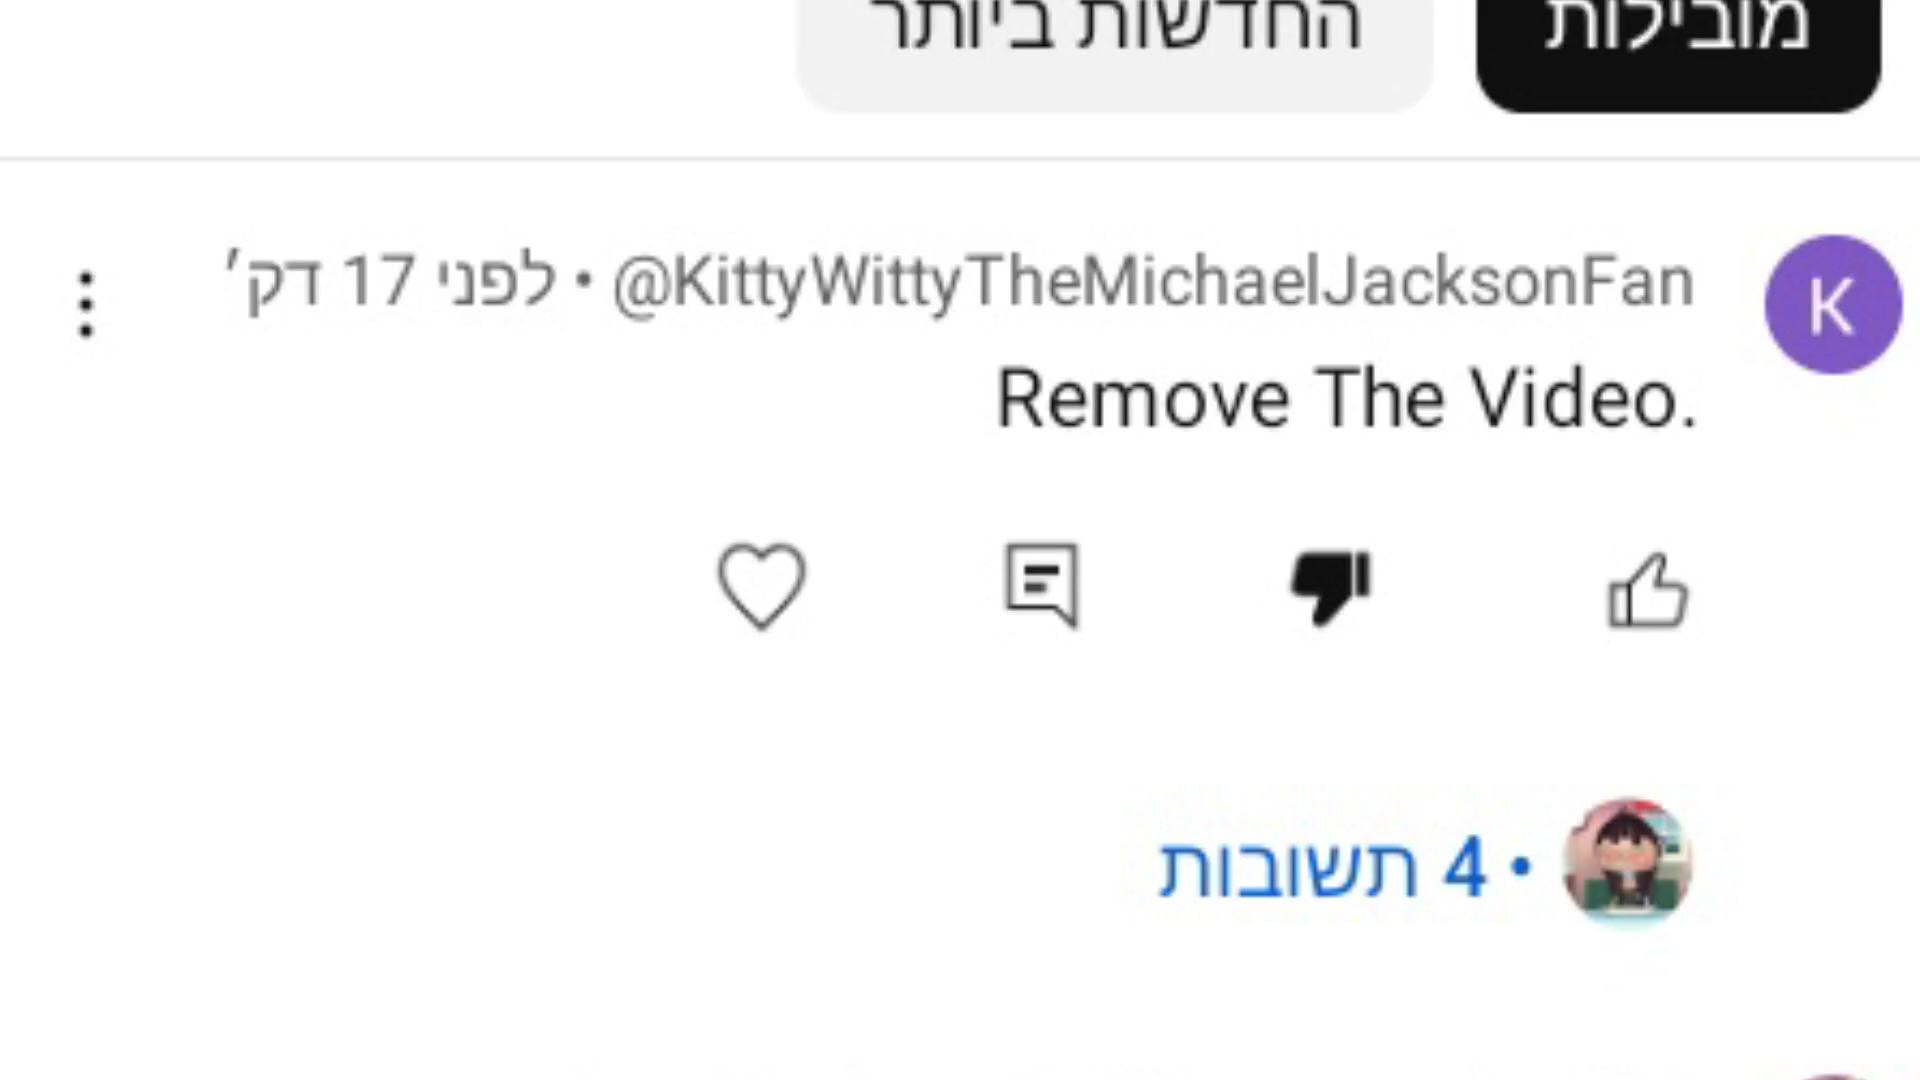 מובילות
החדשות ביותר
K
@KittyWittyTheMichaelJacksonFan • לפני 17 דק׳
Remove The Video.
• 4 תשובות